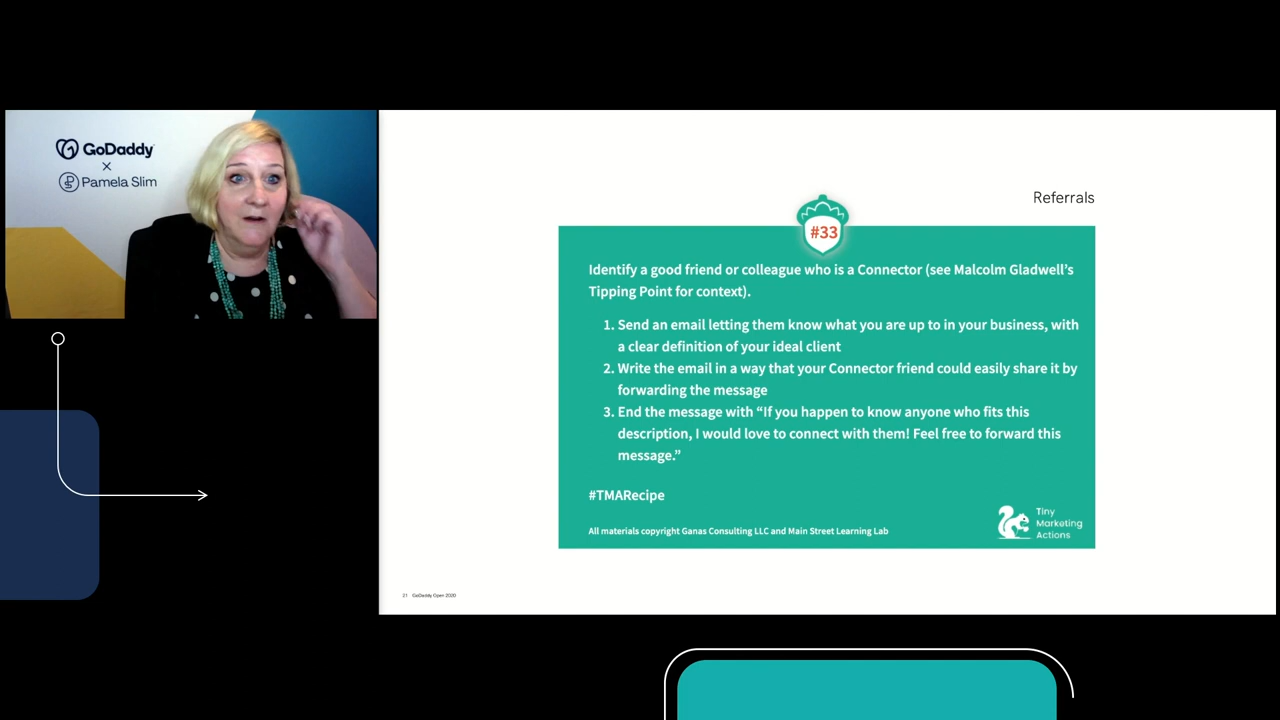 GoDaddy
×
Pamela Slim
Referrals
#33
Identify a good friend or colleague who is a Connector (see Malcolm Gladwell's
Tipping Point for context).
1. Send an email letting them know what you are up to in your business, with
a clear definition of your ideal client
2. Write the email in a way that your Connector friend could easily share it by
forwarding the message
3. End the message with “If you happen to know anyone who fits this
description, I would love to connect with them! Feel free to forward this
message.”
#TMARecipe
All materials copyright Ganas Consulting LLC and Main Street Learning Lab
Tiny
Marketing
Actions
21 GoDaddy Open 2020